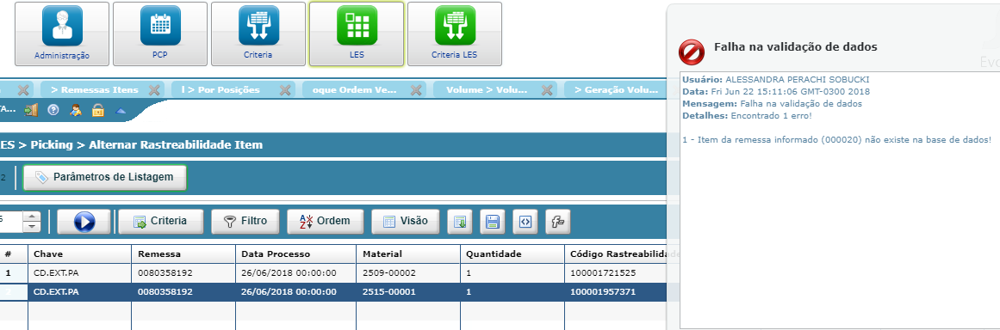 Administração
PCP
Criteria
LES
Criteria LES
> Remessas Itens
l > Por Posições
oque Ordem Ve...
Volume > Volu...
> Geração Volu...
TA...
ES > Picking > Alternar Rastreabilidade Item
2
Parâmetros de Listagem
Criteria
Filtro
Ordem
Visão
# Chave Remessa Data Processo Material Quantidade Código Rastreabilidade
1 CD.EXT.PA 0080358192 26/06/2018 00:00:00 2509-00002 1 100001721525
2 CD.EXT.PA 0080358192 26/06/2018 00:00:00 2515-00001 1 100001957371
Falha na validação de dados
Evo
Usuário: ALESSANDRA PERACHI SOBUCKI
Data: Fri Jun 22 15:11:06 GMT-0300 2018
Mensagem: Falha na validação de dados
Detalhes: Encontrado 1 erro!
1 - Item da remessa informado (000020) não existe na base de dados!